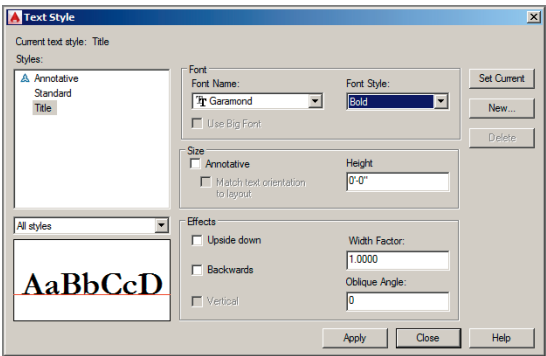 Text Style
Current text style: Title
Styles:
Annotative
Standard
Title
All styles
AaBbCcD
Font
Font Name:
Garamond
Font Style:
Bold
Use Big Font
Size
Annotative
Match text orientation
to layout
Height
0'-0"
Effects
Upside down
Backwards
Vertical
Width Factor:
1.0000
Oblique Angle:
0
Set Current
New...
Delete
Apply
Close
Help